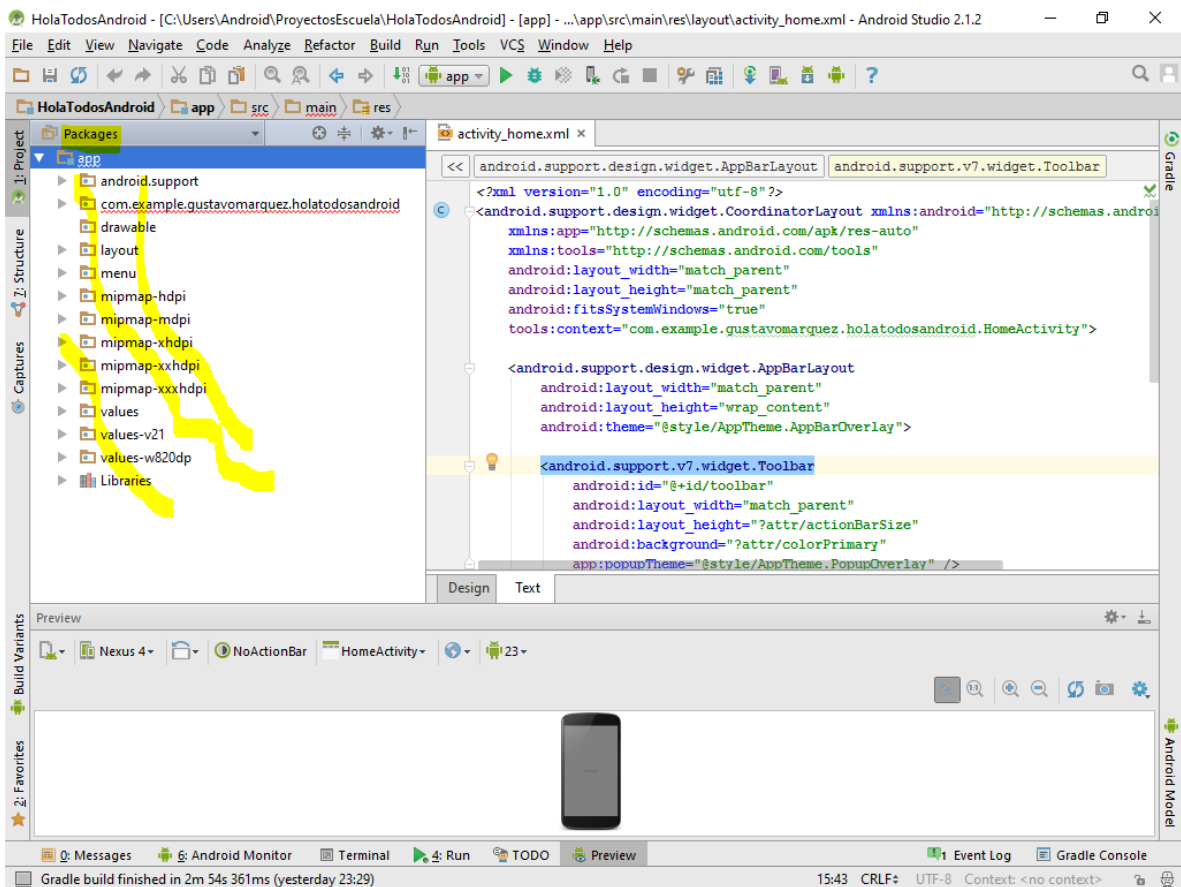 HolaTodosAndroid - [C:\Users\Android\ProyectosEscuela\HolaTodosAndroid] - [app] - ...\app\src\main\res\layout\activity_home.xml - Android Studio 2.1.2
File Edit View Navigate Code Analyze Refactor Build Run Tools VCS Window Help
app
HolaTodosAndroid app src main res
1: Project
7: Structure
Captures
Build Variants
2: Favorites
Packages
app
android.support
com.example.gustavomarquez.holatodosandroid
drawable
layout
menu
mipmap-hdpi
mipmap-mdpi
mipmap-xhdpi
mipmap-xxhdpi
mipmap-xxxhdpi
values
values-v21
values-w820dp
Libraries
activity_home.xml
<< android.support.design.widget.AppBarLayout android.support.v7.widget.Toolbar
<?xml version="1.0" encoding="utf-8"?>
<android.support.design.widget.CoordinatorLayout xmlns:android="http://schemas.androi
xmlns:app="http://schemas.android.com/apk/res-auto"
xmlns:tools="http://schemas.android.com/tools"
android:layout_width="match_parent"
android:layout_height="match_parent"
android:fitsSystemWindows="true"
tools:context="com.example.gustavomarquez.holatodosandroid.HomeActivity">
<android.support.design.widget.AppBarLayout
android:layout_width="match_parent"
android:layout_height="wrap_content"
android:theme="@style/AppTheme.AppBarOverlay">
<android.support.v7.widget.Toolbar
android:id="@+id/toolbar"
android:layout_width="match_parent"
android:layout_height="?attr/actionBarSize"
android:background="?attr/colorPrimary"
app:popupTheme="@style/AppTheme.PopupOverlay" />
Design Text
Gradle
Android Model
Preview
Nexus 4 NoActionBar HomeActivity 23
0: Messages 6: Android Monitor Terminal 4: Run TODO Preview 1 Event Log Gradle Console
Gradle build finished in 2m 54s 361ms (yesterday 23:29) 15:43 CRLF UTF-8 Context: <no context>